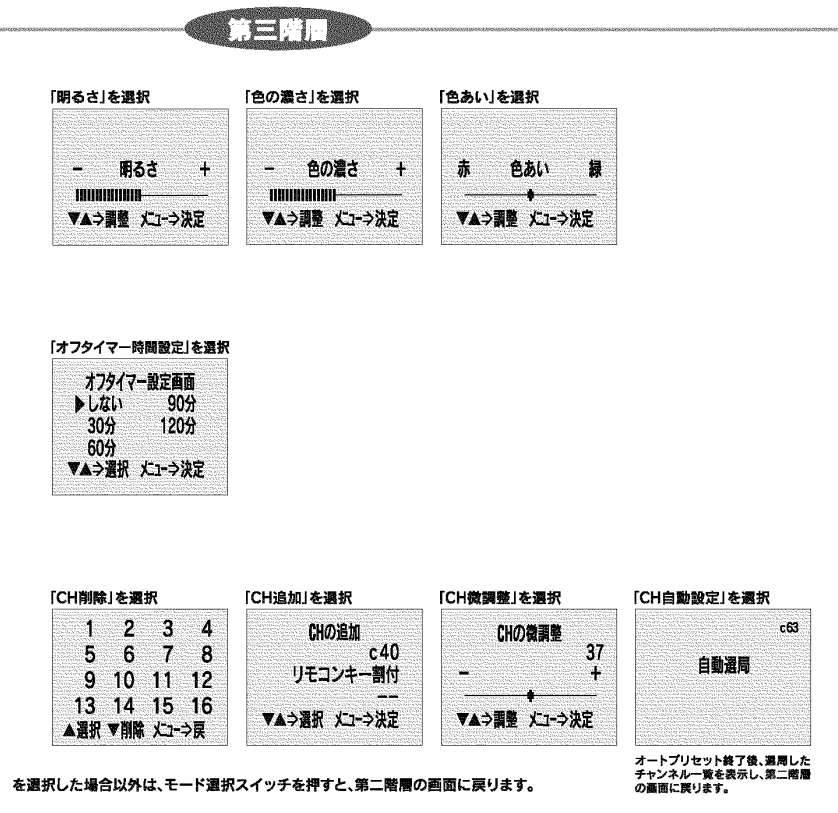 第三階層
「明るさ」を選択
「色の濃さ」を選択
「色あい」を選択
− 明るさ +
▼▲⇒調整 メニュー⇒決定
− 色の濃さ +
▼▲⇒調整 メニュー⇒決定
赤 色あい 緑
▼▲⇒調整 メニュー⇒決定
「オフタイマー時間設定」を選択
オフタイマー設定画面
▶しない 90分
30分 120分
60分
▼▲⇒選択 メニュー⇒決定
「CH削除」を選択
1 2 3 4
5 6 7 8
9 10 11 12
13 14 15 16
▲選択 ▼削除 メニュー⇒戻
「CH追加」を選択
CHの追加
c40
リモコンキー割付
−−
▼▲⇒選択 メニュー⇒決定
「CH微調整」を選択
CHの微調整
37
− +
▼▲⇒調整 メニュー⇒決定
「CH自動設定」を選択
c63
自動選局
オートプリセット終了後、選局した
チャンネル一覧を表示し、第二階層
の画面に戻ります。
を選択した場合以外は、モード選択スイッチを押すと、第二階層の画面に戻ります。